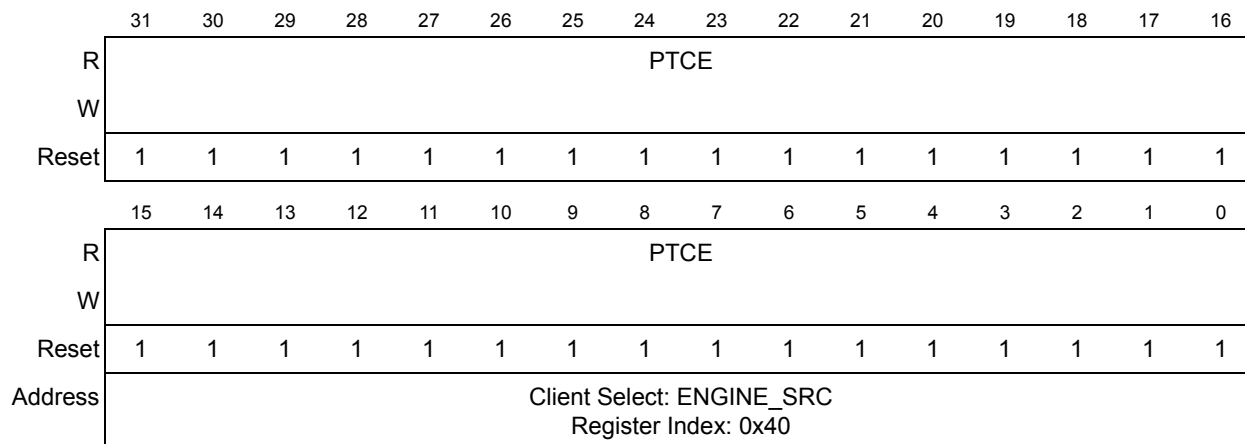 31 30 29 28 27 26 25 24 23 22 21 20 19 18 17 16
R PTCE
W
Reset 1 1 1 1 1 1 1 1 1 1 1 1 1 1 1 1
15 14 13 12 11 10 9 8 7 6 5 4 3 2 1 0
R PTCE
W
Reset 1 1 1 1 1 1 1 1 1 1 1 1 1 1 1 1
Address Client Select: ENGINE_SRC
Register Index: 0x40